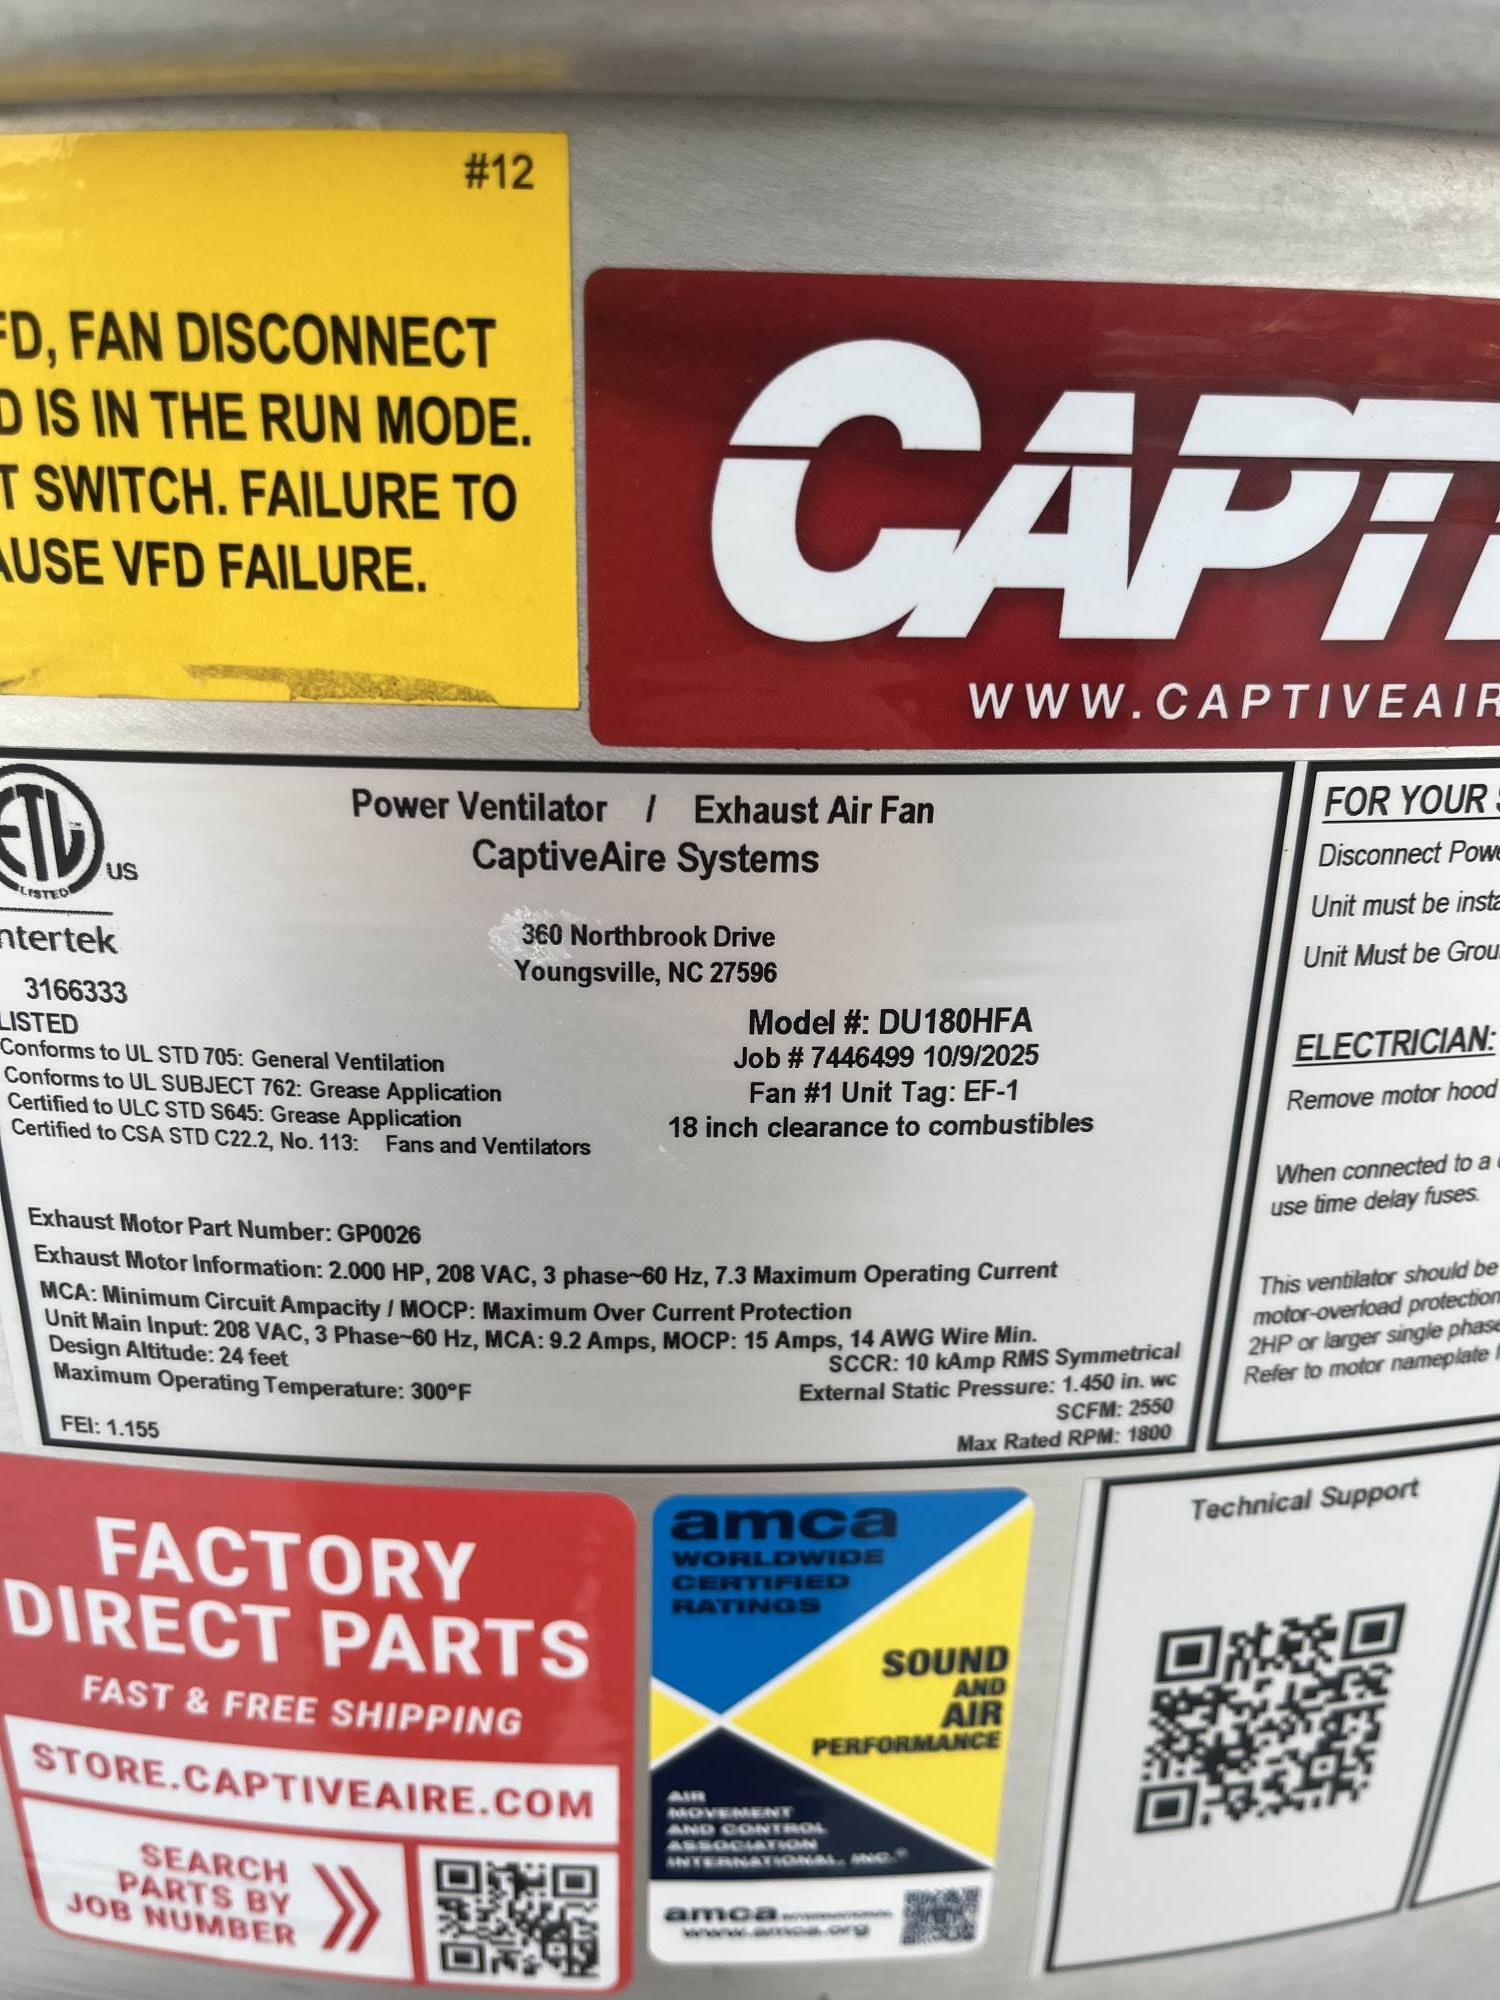 #12
FD, FAN DISCONNECT
D IS IN THE RUN MODE.
T SWITCH. FAILURE TO
AUSE VFD FAILURE.
CAPTI
WWW.CAPTIVEAIR
ETL
LISTED
US
ntertek
3166333
LISTED
Conforms to UL STD 705: General Ventilation
Conforms to UL SUBJECT 762: Grease Application
Certified to ULC STD S645: Grease Application
Certified to CSA STD C22.2, No. 113: Fans and Ventilators
Power Ventilator / Exhaust Air Fan
CaptiveAire Systems
360 Northbrook Drive
Youngsville, NC 27596
Model #: DU180HFA
Job # 7446499 10/9/2025
Fan #1 Unit Tag: EF-1
18 inch clearance to combustibles
Exhaust Motor Part Number: GP0026
Exhaust Motor Information: 2.000 HP, 208 VAC, 3 phase~60 Hz, 7.3 Maximum Operating Current
MCA: Minimum Circuit Ampacity / MOCP: Maximum Over Current Protection
Unit Main Input: 208 VAC, 3 Phase~60 Hz, MCA: 9.2 Amps, MOCP: 15 Amps, 14 AWG Wire Min.
Design Altitude: 24 feet
SCCR: 10 kAmp RMS Symmetrical
Maximum Operating Temperature: 300°F
External Static Pressure: 1.450 in. wc
SCFM: 2550
FEI: 1.155
Max Rated RPM: 1800
FOR YOUR S
Disconnect Powe
Unit must be insta
Unit Must be Grou
ELECTRICIAN:
Remove motor hood
When connected to a
use time delay fuses.
This ventilator should be
motor-overload protection
2HP or larger single phase
Refer to motor nameplate
FACTORY
DIRECT PARTS
FAST & FREE SHIPPING
STORE.CAPTIVEAIRE.COM
SEARCH
PARTS BY
JOB NUMBER
amca
WORLDWIDE
CERTIFIED
RATINGS
SOUND
AND
AIR
PERFORMANCE
AIR
MOVEMENT
AND CONTROL
ASSOCIATION
INTERNATIONAL, INC.®
amca INTERNATIONAL
www.amca.org
Technical Support